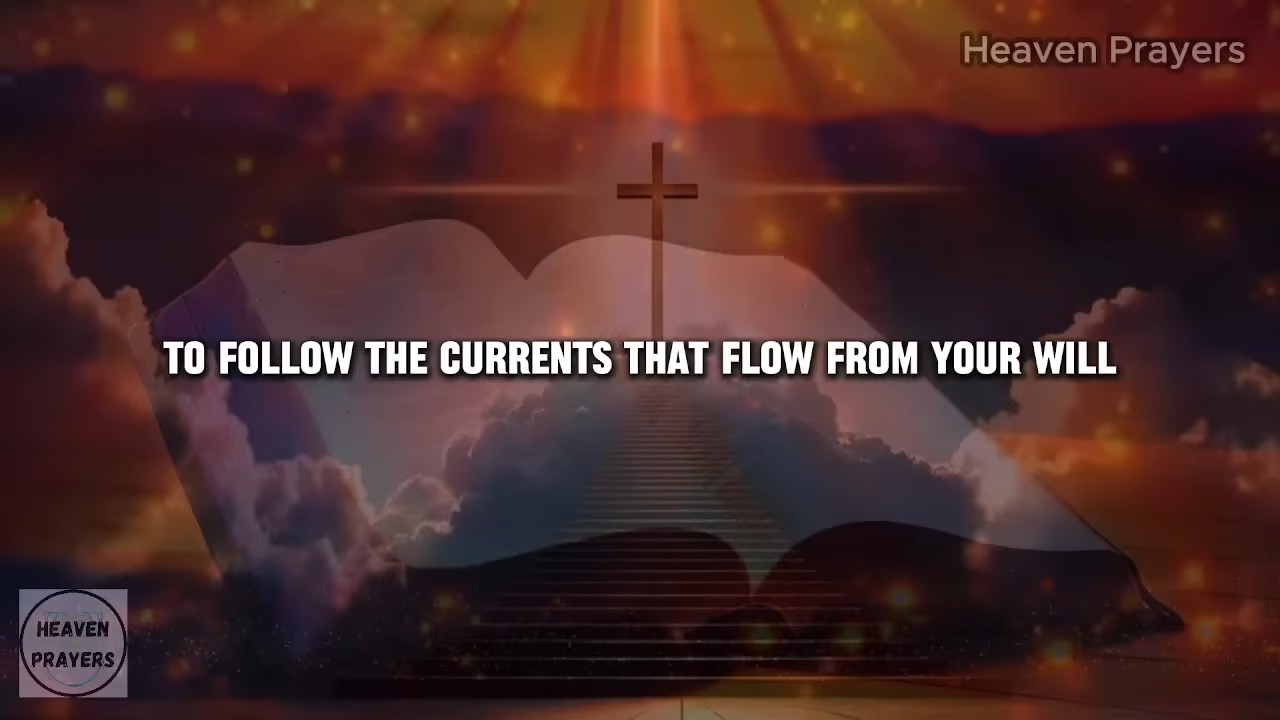 Heaven Prayers
TO FOLLOW THE CURRENTS THAT FLOW FROM YOUR WILL
HEAVEN
PRAYERS